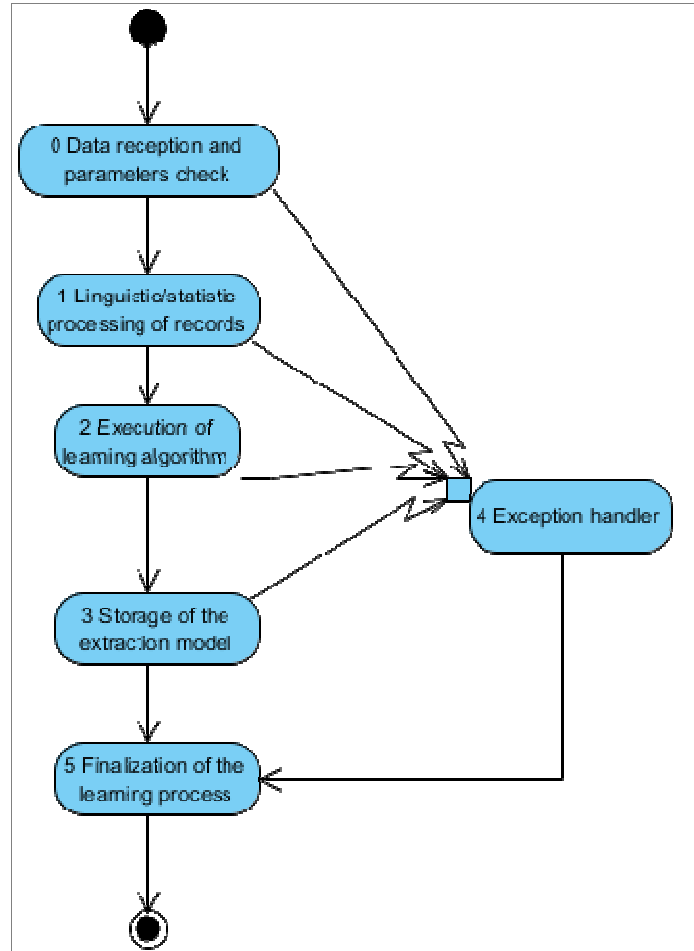 0 Data reception and
parameters check
1 Linguistic/statistic
processing of records
2 Execution of
learning algorithm
4 Exception handler
3 Storage of the
extraction model
5 Finalization of the
learning process